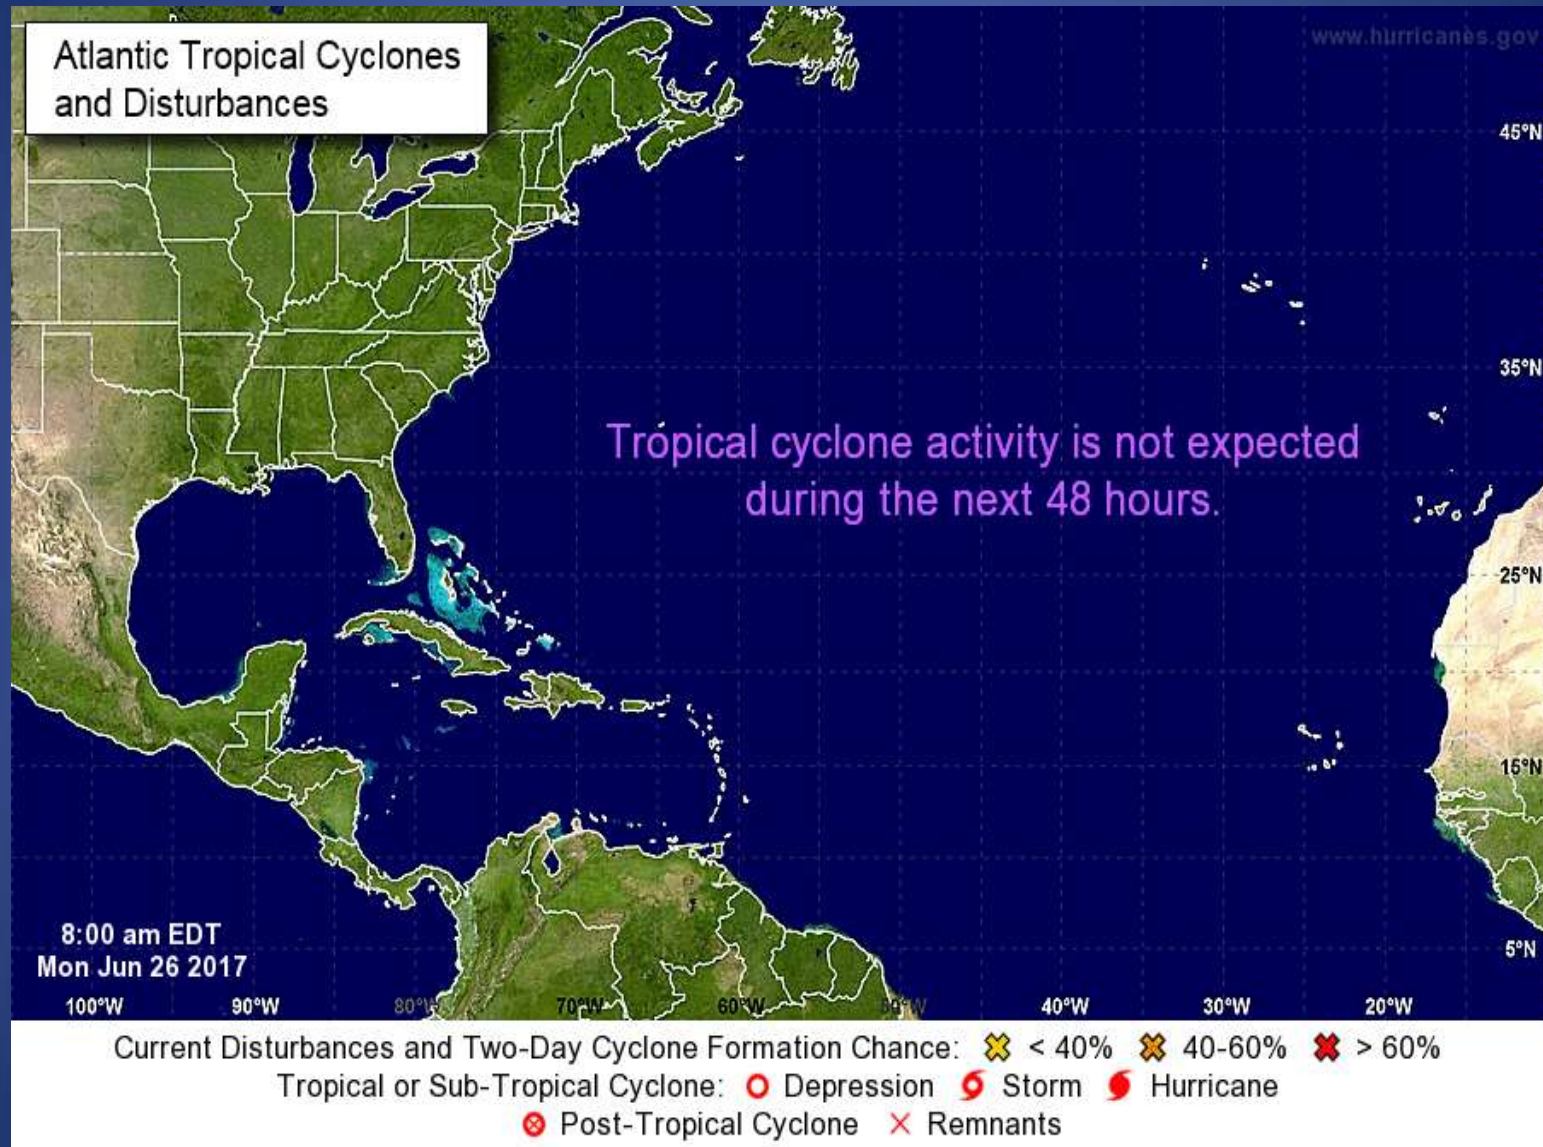 Atlantic Tropical Cyclones
and Disturbances
www.hurricanes.gov
45°N
35°N
Tropical cyclone activity is not expected
during the next 48 hours.
25°N
15°N
5°N
8:00 am EDT
Mon Jun 26 2017
100°W 90°W 80°W 70°W 60°W 50°W 40°W 30°W 20°W
Current Disturbances and Two-Day Cyclone Formation Chance: < 40% 40-60% > 60%
Tropical or Sub-Tropical Cyclone: Depression Storm Hurricane
Post-Tropical Cyclone Remnants